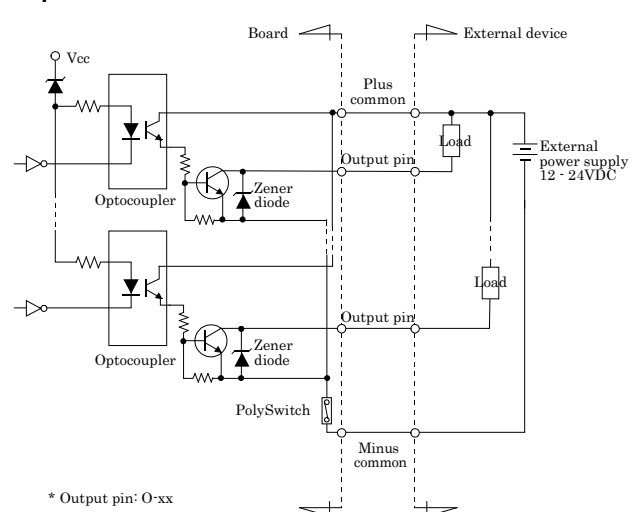 Board
External device
Vcc
Plus
common
Load
Output pin
External
power supply
12 - 24VDC
Zener
diode
Optocoupler
Load
Output pin
Zener
diode
Optocoupler
PolySwitch
Minus
common
* Output pin: O-xx